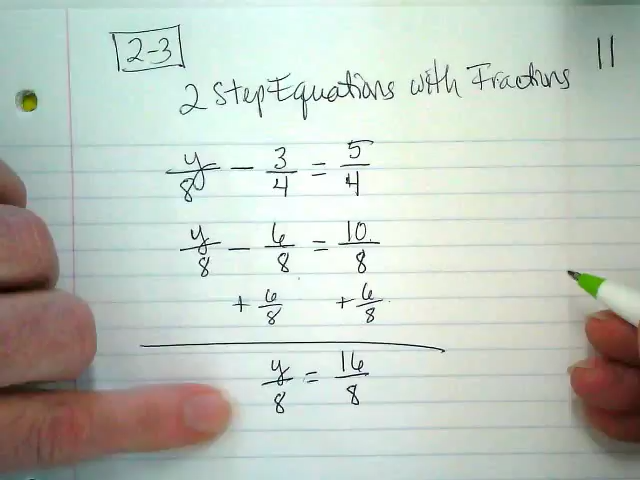 2-3
11
2 Step Equations with Fractions
y/8 - 3/4 = 5/4
y/8 - 6/8 = 10/8
+ 6/8 + 6/8
y/8 = 16/8